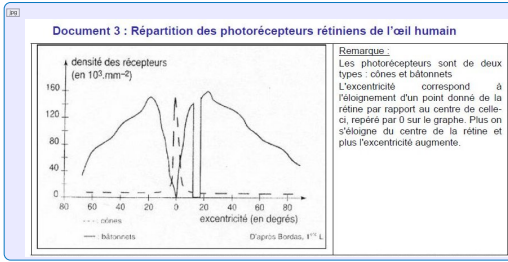 jpg
Document 3 : Répartition des photorécepteurs rétiniens de l'œil humain
densité des récepteurs
(en 10³.mm⁻²)
160
120
80
40
0
80 60 40 20 0 20 40 60 80
excentricité (en degrés)
cônes
bâtonnets
D'après Bordas, 1
L
Remarque :
Les photorécepteurs sont de deux
types : cônes et bâtonnets
L'excentricité correspond à
l'éloignement d'un point donné de la
rétine par rapport au centre de celle-
ci, repéré par 0 sur le graphe. Plus on
s'éloigne du centre de la rétine et
plus l'excentricité augmente.